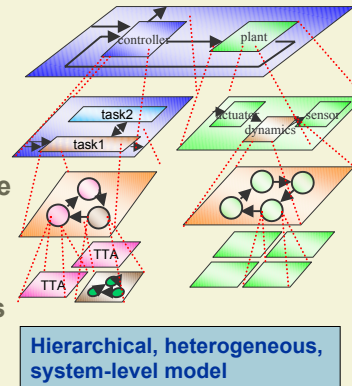 controller
plant
task2
task1
actuator
dynamics
sensor
e
TTA
TTA
s
Hierarchical, heterogeneous,
system-level model